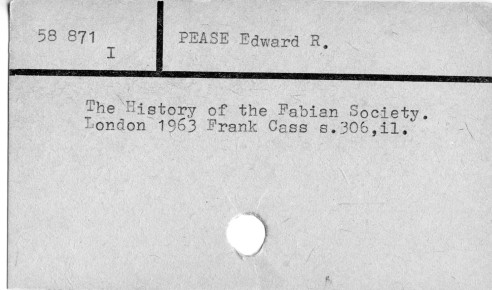 58 871
I
PEASE Edward R.
The History of the Fabian Society.
London 1963 Frank Cass s.306,il.